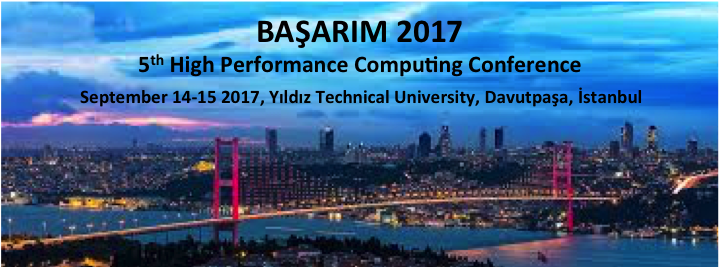 BAŞARIM 2017
5th High Performance Computing Conference
September 14-15 2017, Yıldız Technical University, Davutpaşa, İstanbul